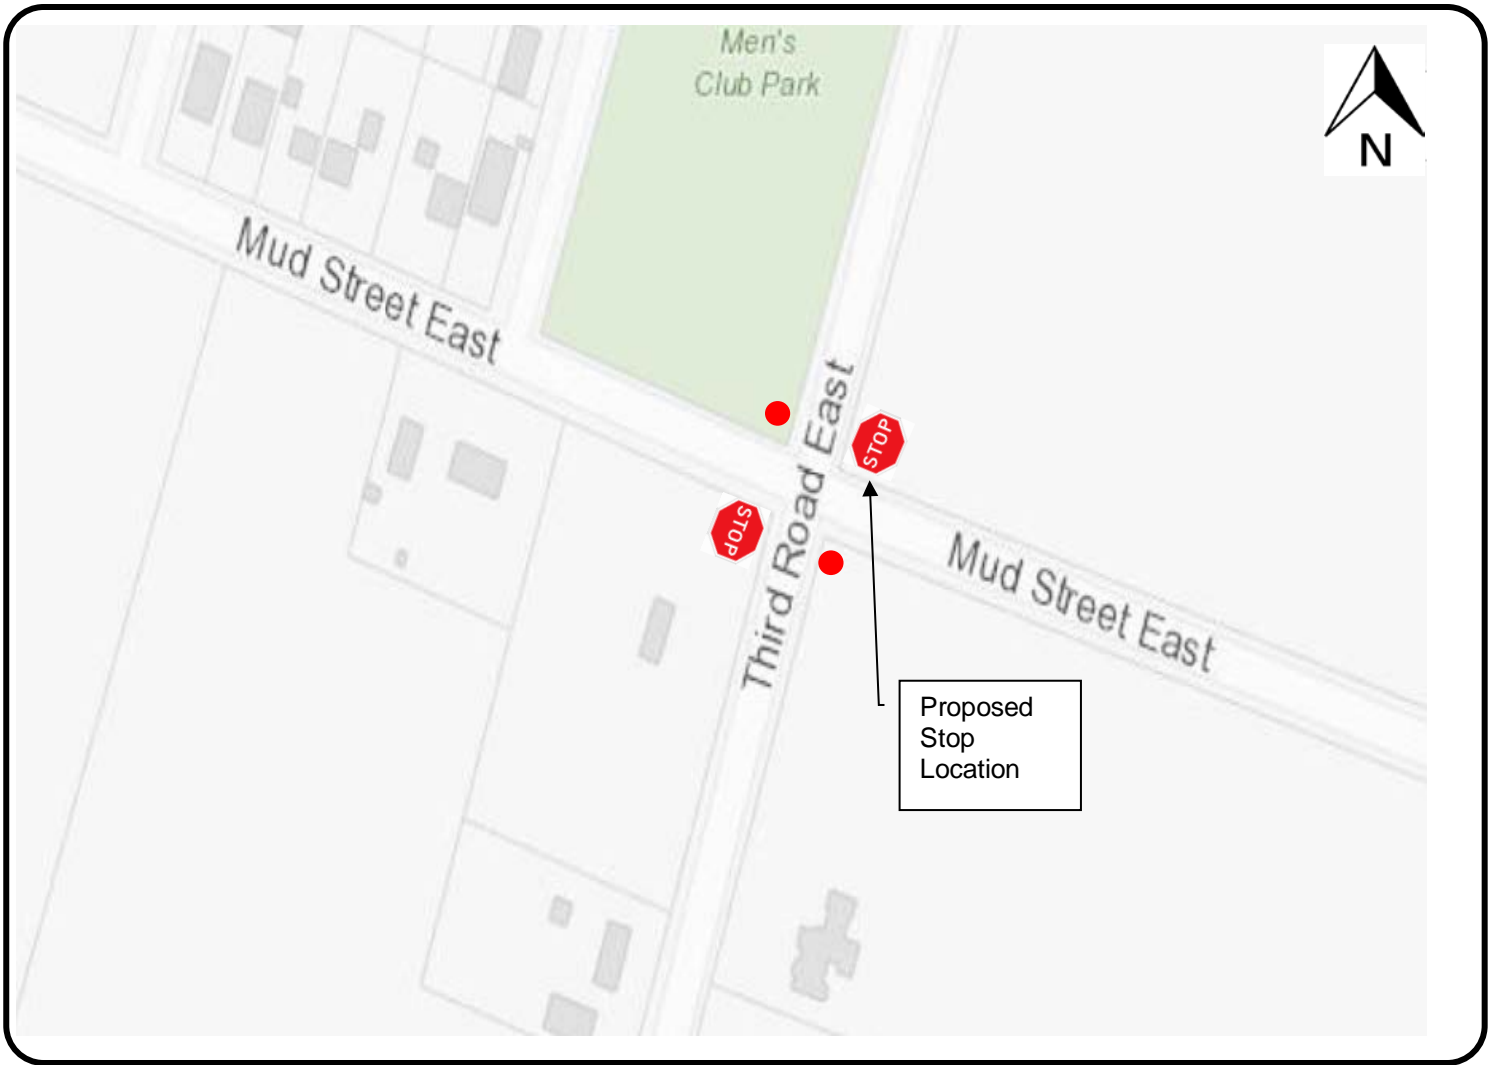 Men's
Club Park
N
Mud Street East
Third Road East
STOP
STOP
Mud Street East
Proposed
Stop
Location